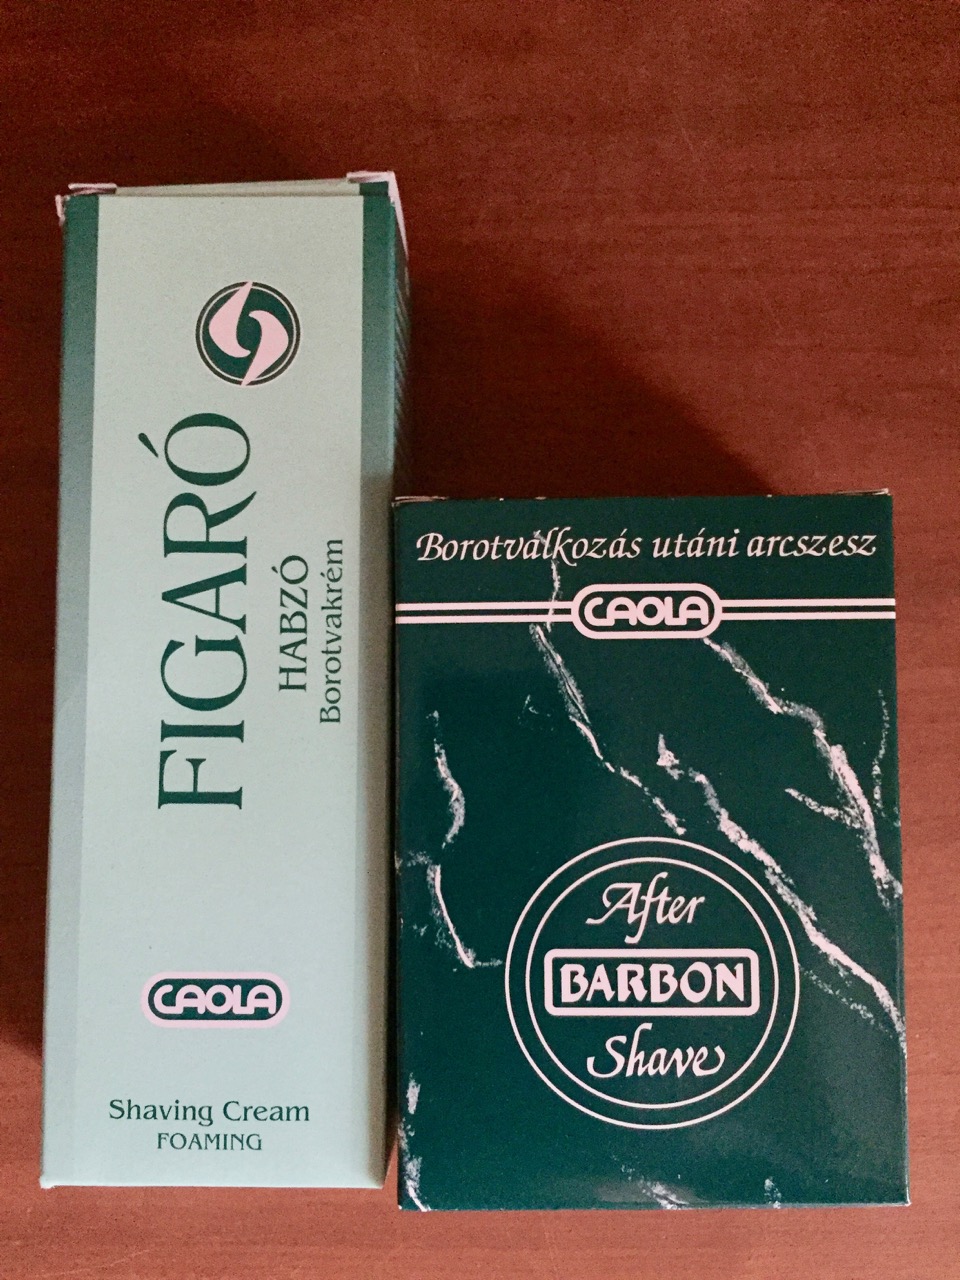 FIGARÓ
HABZÓ
Borotvakrém
CAOLA
Shaving Cream
FOAMING
Borotválkozás utáni arcszesz
CAOLA
After
BARBON
Shave